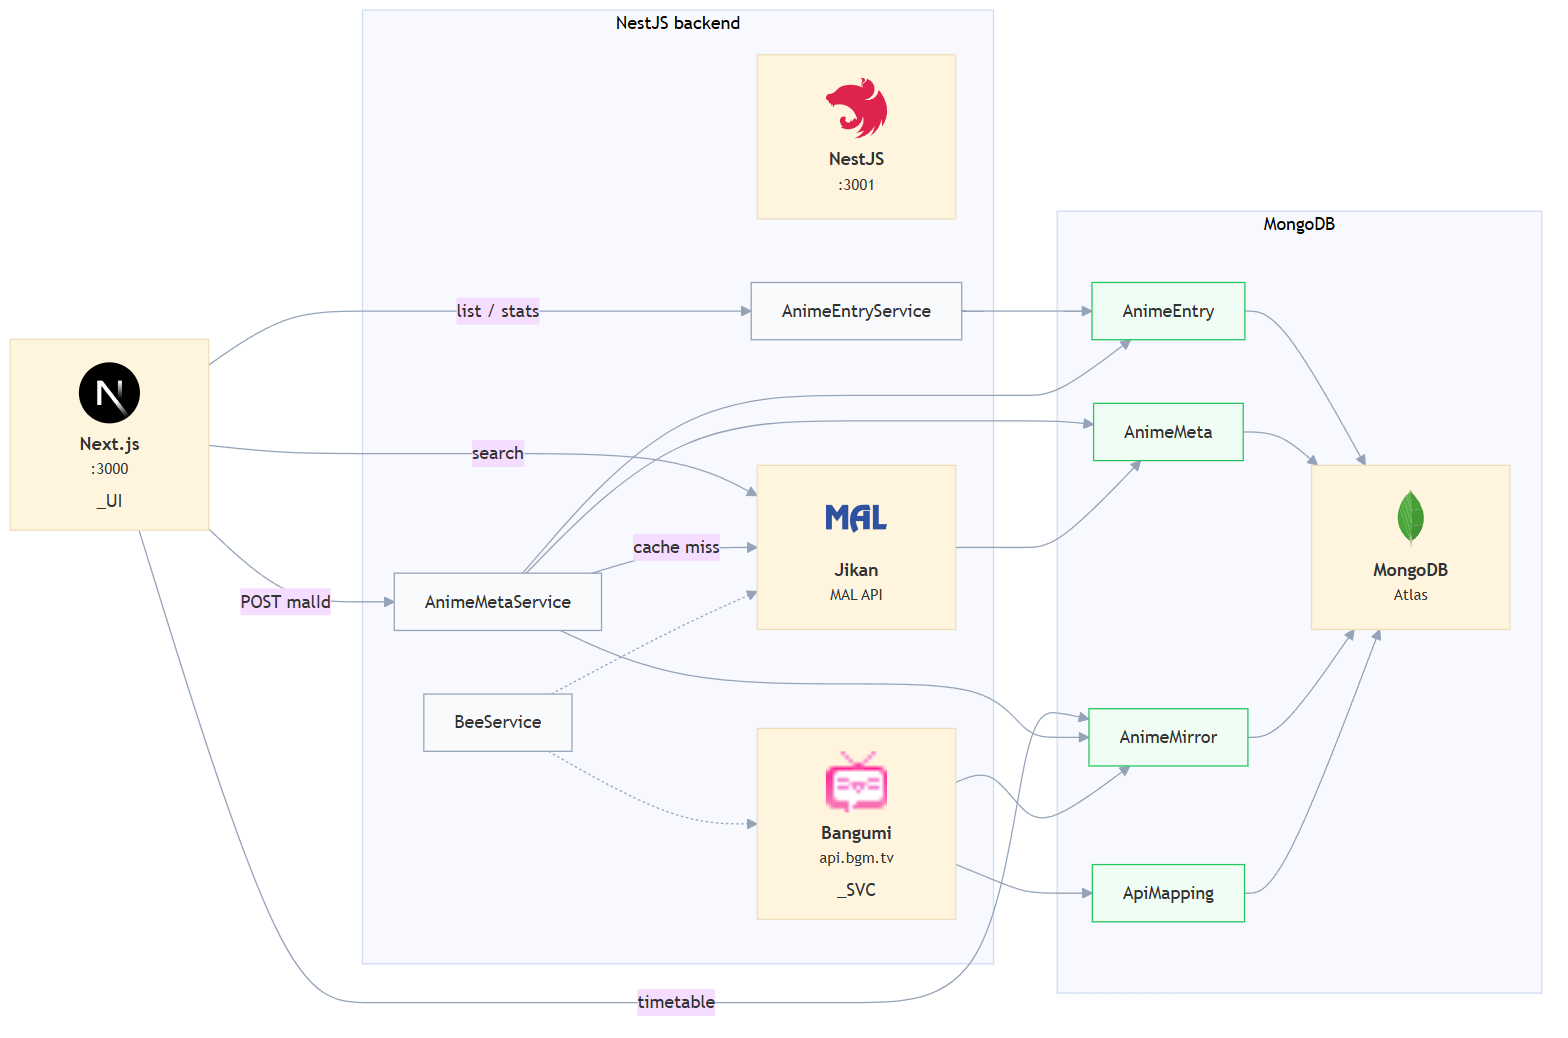 NestJS backend
NestJS
:3001
MongoDB
list / stats
AnimeEntryService
AnimeEntry
Next.js
:3000
_UI
search
AnimeMeta
MAL
Jikan
MAL API
cache miss
MongoDB
Atlas
POST malId
AnimeMetaService
BeeService
AnimeMirror
Bangumi
api.bgm.tv
_SVC
ApiMapping
timetable